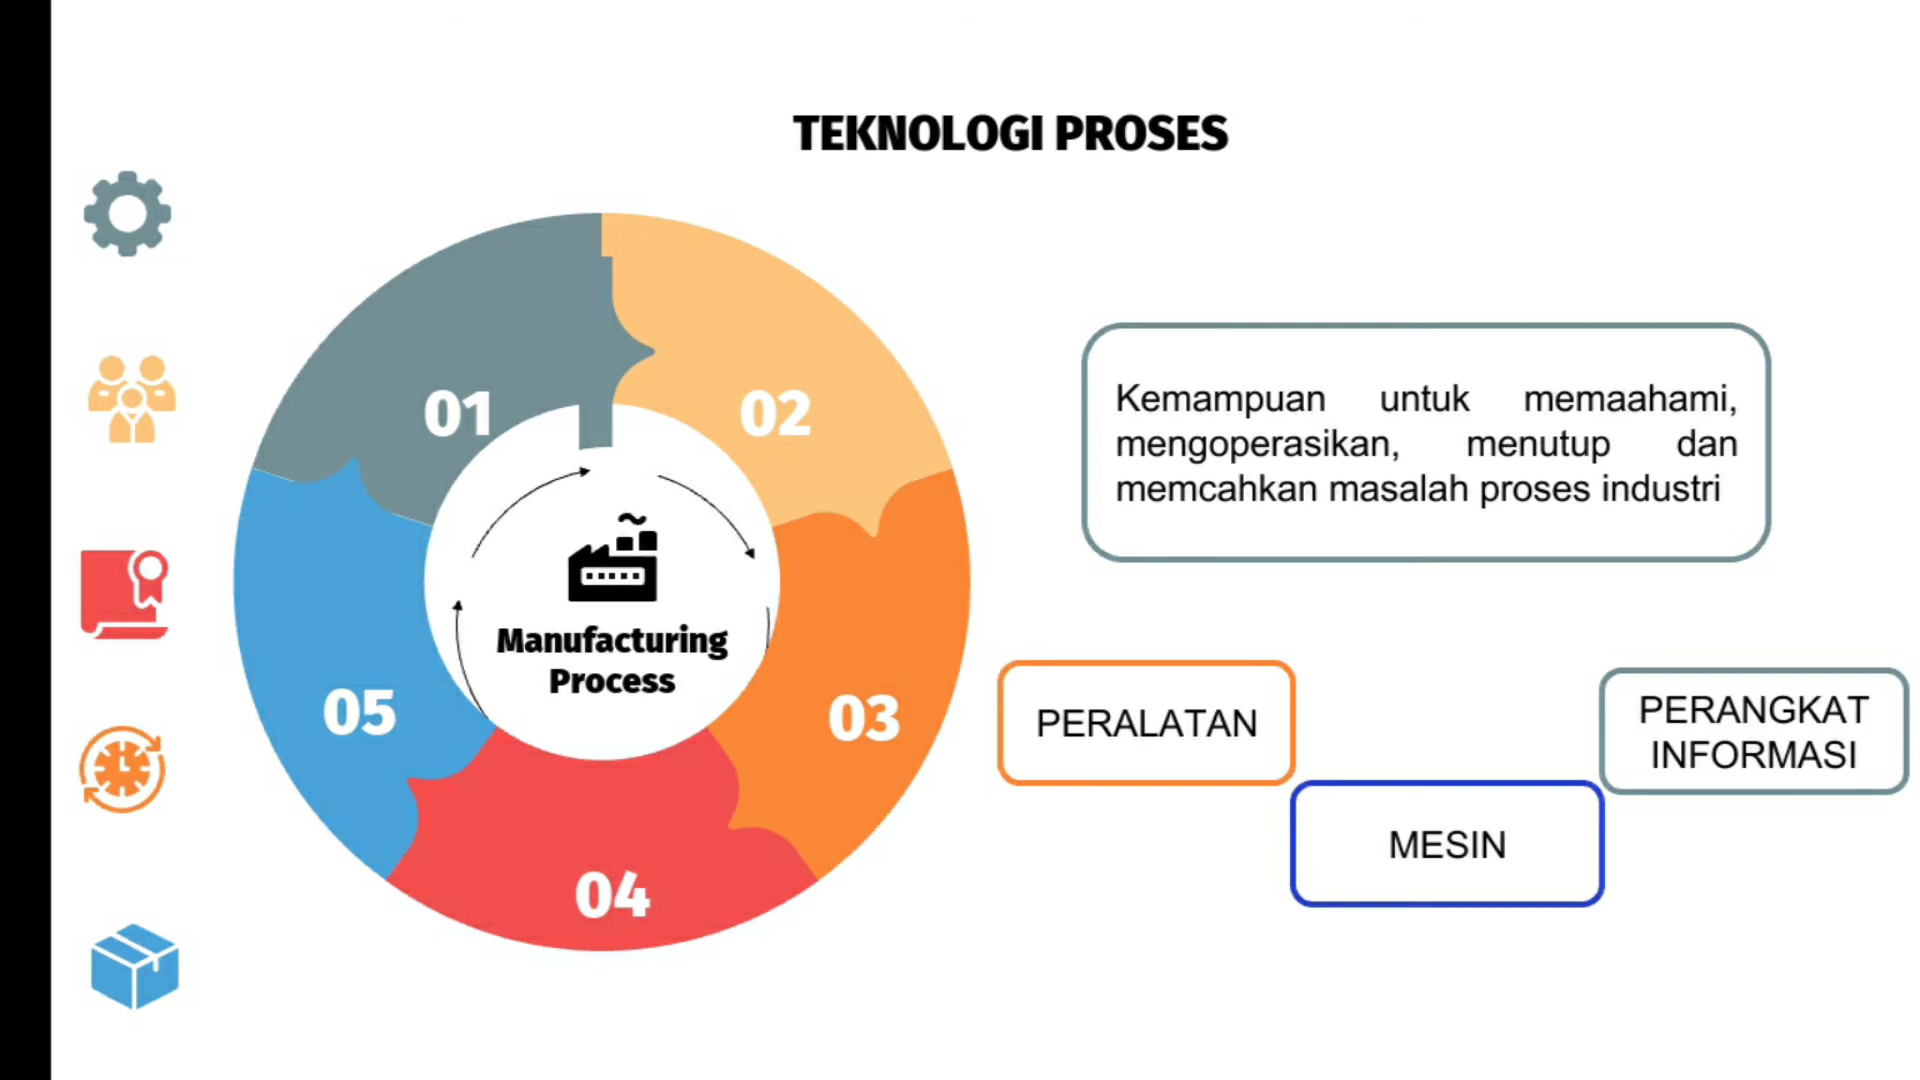 TEKNOLOGI PROSES
01
02
03
04
05
Manufacturing
Process
Kemampuan untuk memaahami,
mengoperasikan, menutup dan
memcahkan masalah proses industri
PERALATAN
MESIN
PERANGKAT
INFORMASI